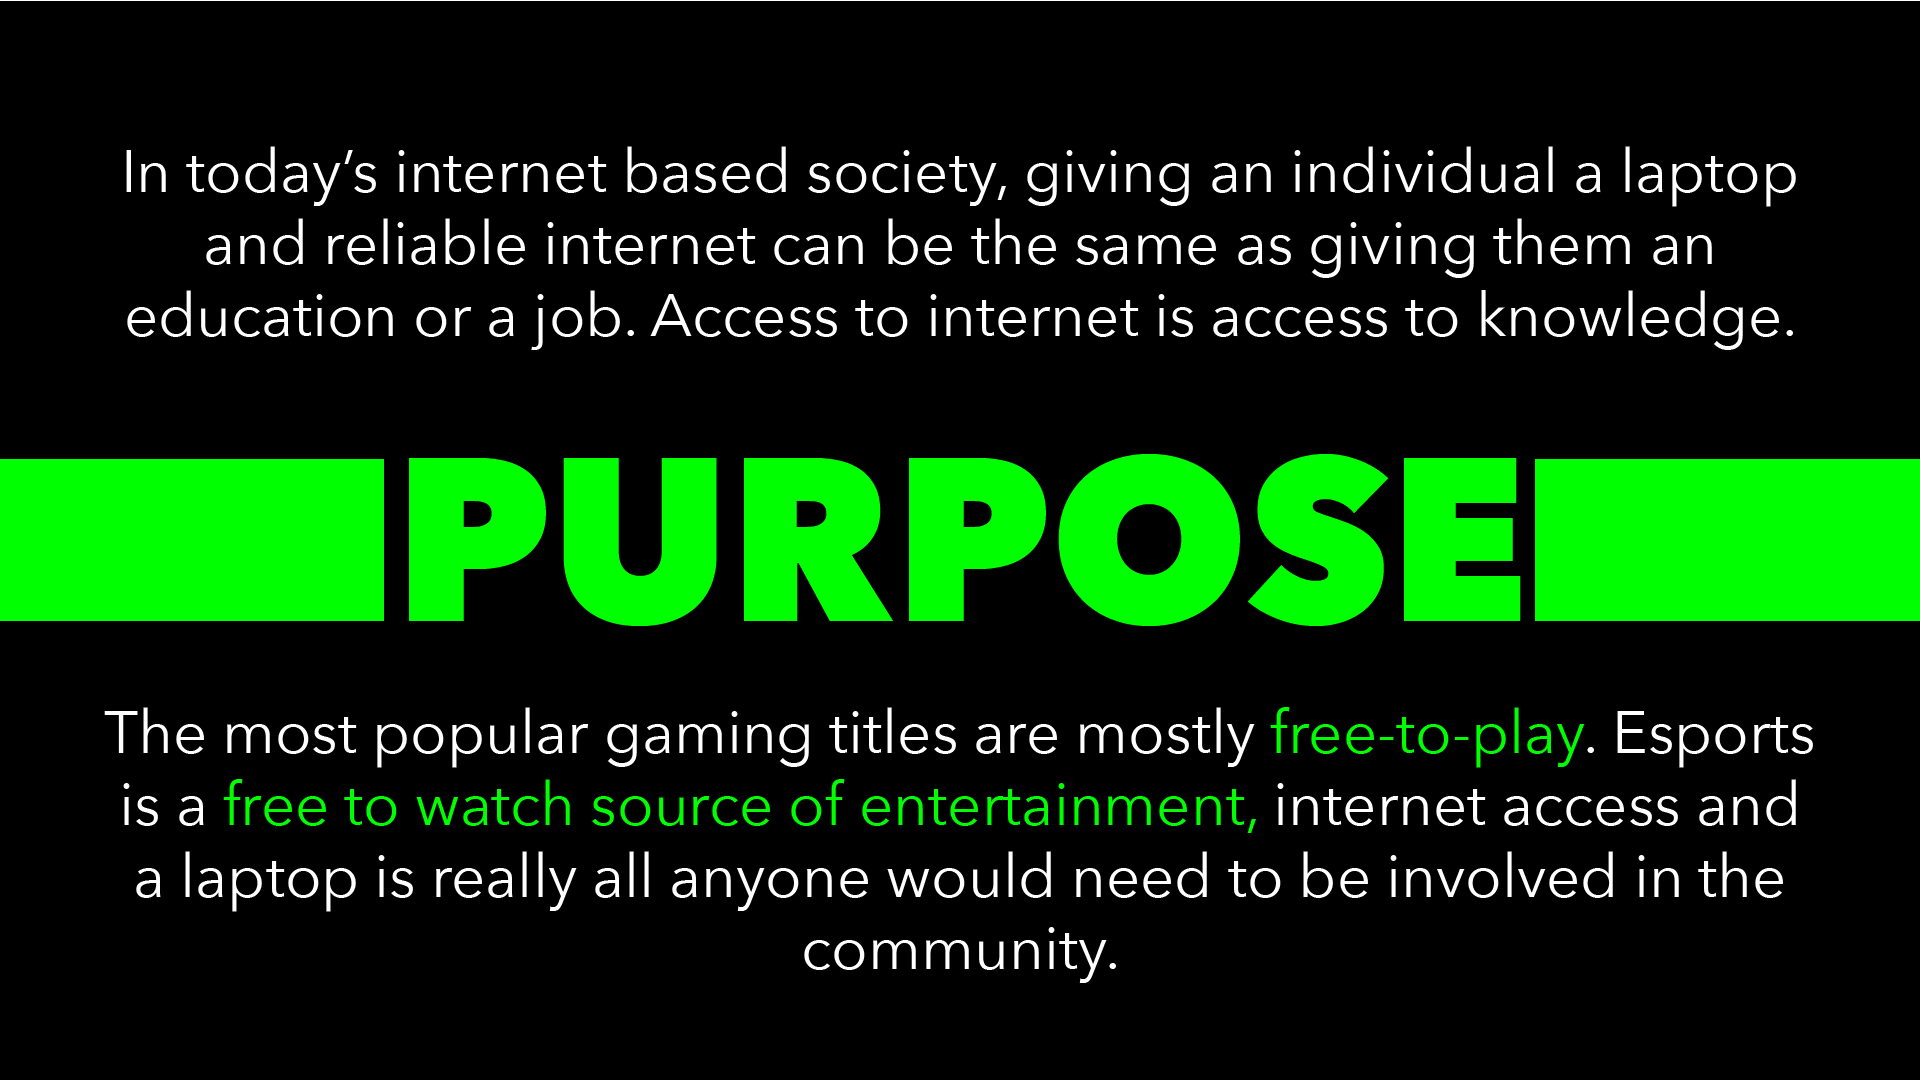 In today’s internet based society, giving an individual a laptop
and reliable internet can be the same as giving them an
education or a job. Access to internet is access to knowledge.
PURPOSE
The most popular gaming titles are mostly free-to-play. Esports
is a free to watch source of entertainment, internet access and
a laptop is really all anyone would need to be involved in the
community.